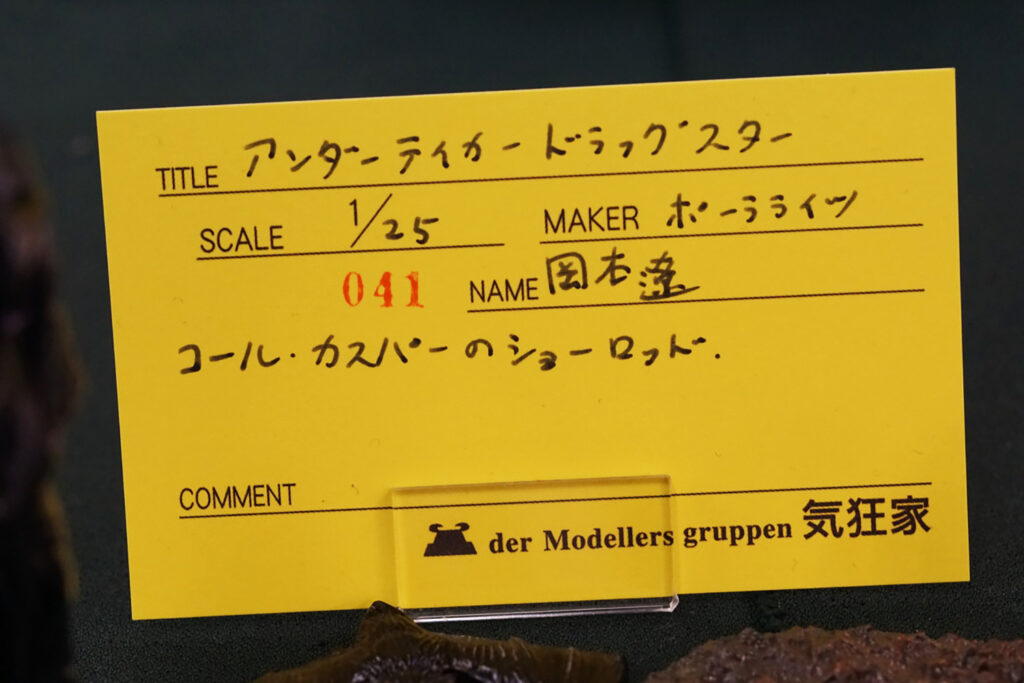 TITLE アンダーテイカー ドラッグスター
SCALE 1/25 MAKER ポーラライツ
041 NAME 岡本遼
コール・カスパーのショーロッド.
COMMENT
der Modellers gruppen 気狂家